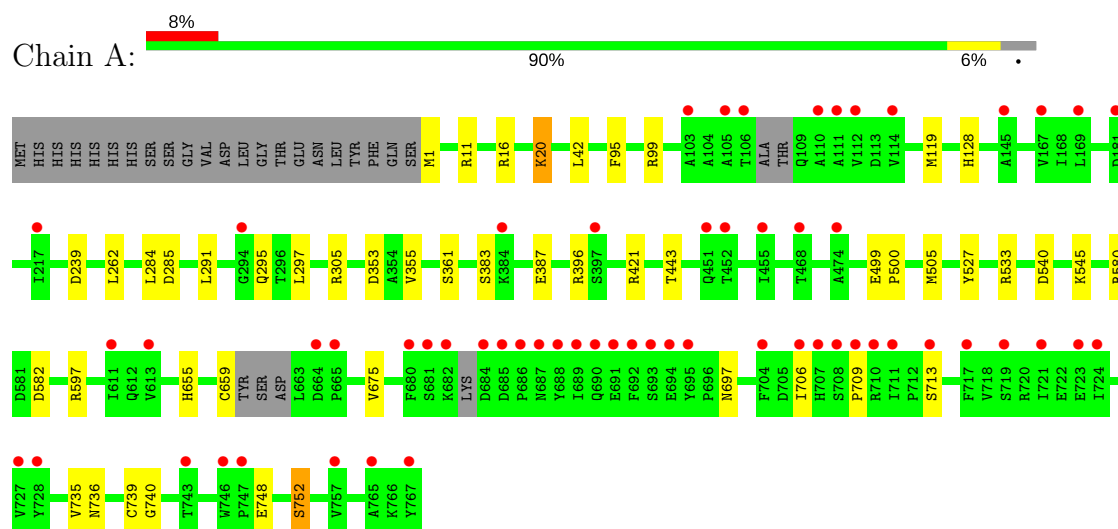 8%
Chain A:
90% 6% •
MET HIS HIS HIS HIS HIS HIS SER SER GLY VAL ASP LEU GLY THR GLU ASN LEU TYR PHE GLN SER M1 R11 R16 K20 L42 F95 R99 A103 A104 A105 T106 ALA THR Q109 A110 A111 V112 D113 V114 M119 H128 A145 V167 I168 L169 D181
I217 D239 L262 L284 D285 L291 G294 Q295 T296 L297 R305 D353 A354 V355 S361 S383 K384 E387 R396 S397 R421 T443 Q451 T452 I455 T468 A474 E499 P500 M505 Y527 R533 D540 K545 R580
D581 D582 R597 I611 Q612 V613 H655 C659 TYR SER ASP L663 D664 P665 V675 F680 S681 K682 LYS D684 D685 P686 N687 Y688 I689 Q690 E691 F692 S693 E694 Y695 P696 N697 F704 D705 I706 H707 S708 P709 R710 I711 P712 S713 F717 V718 S719 R720 I721 E722 E723 I724
V727 Y728 V735 N736 C739 G740 T743 W746 P747 E748 S752 V757 A765 K766 Y767